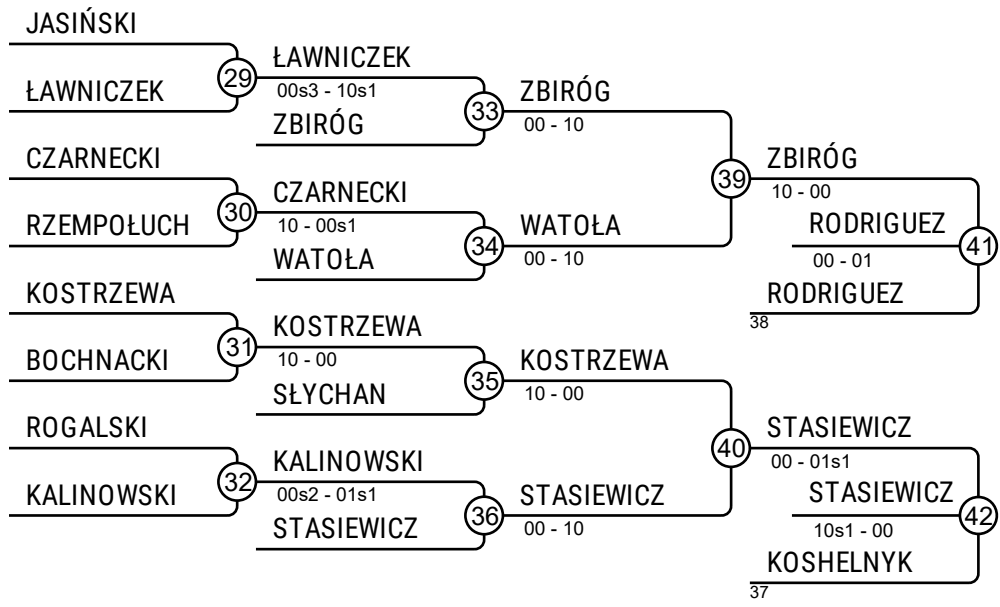 JASIŃSKI
ŁAWNICZEK
29
ŁAWNICZEK
00s3 - 10s1
ZBIRÓG
33
ZBIRÓG
00 - 10
CZARNECKI
RZEMPOŁUCH
30
CZARNECKI
10 - 00s1
WATOŁA
34
WATOŁA
00 - 10
39
ZBIRÓG
10 - 00
RODRIGUEZ
00 - 01
41
RODRIGUEZ
38
KOSTRZEWA
BOCHNACKI
31
KOSTRZEWA
10 - 00
SŁYCHAN
35
KOSTRZEWA
10 - 00
ROGALSKI
KALINOWSKI
32
KALINOWSKI
00s2 - 01s1
STASIEWICZ
36
STASIEWICZ
00 - 10
40
STASIEWICZ
00 - 01s1
STASIEWICZ
10s1 - 00
42
KOSHELNYK
37